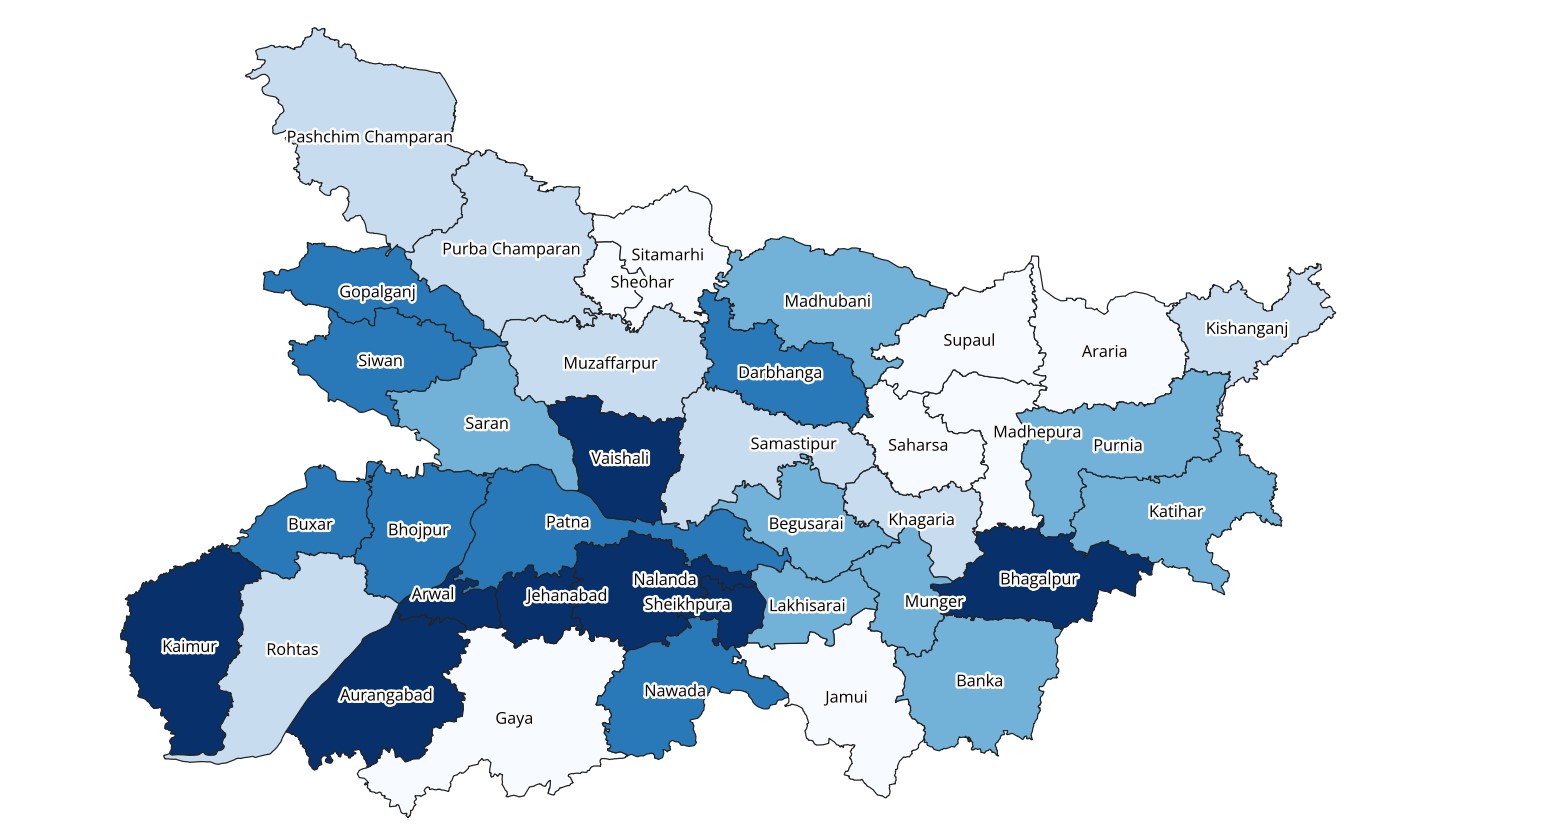 Pashchim Champaran
Purba Champaran
Sitamarhi
Sheohar
Gopalganj
Madhubani
Kishanganj
Supaul
Araria
Siwan
Muzaffarpur
Darbhanga
Saran
Madhepura
Samastipur
Saharsa
Purnia
Vaishali
Katihar
Khagaria
Buxar
Bhojpur
Patna
Begusarai
Nalanda
Bhagalpur
Arwal
Jehanabad
Sheikhpura
Lakhisarai
Munger
Kaimur
Rohtas
Banka
Aurangabad
Nawada
Jamui
Gaya